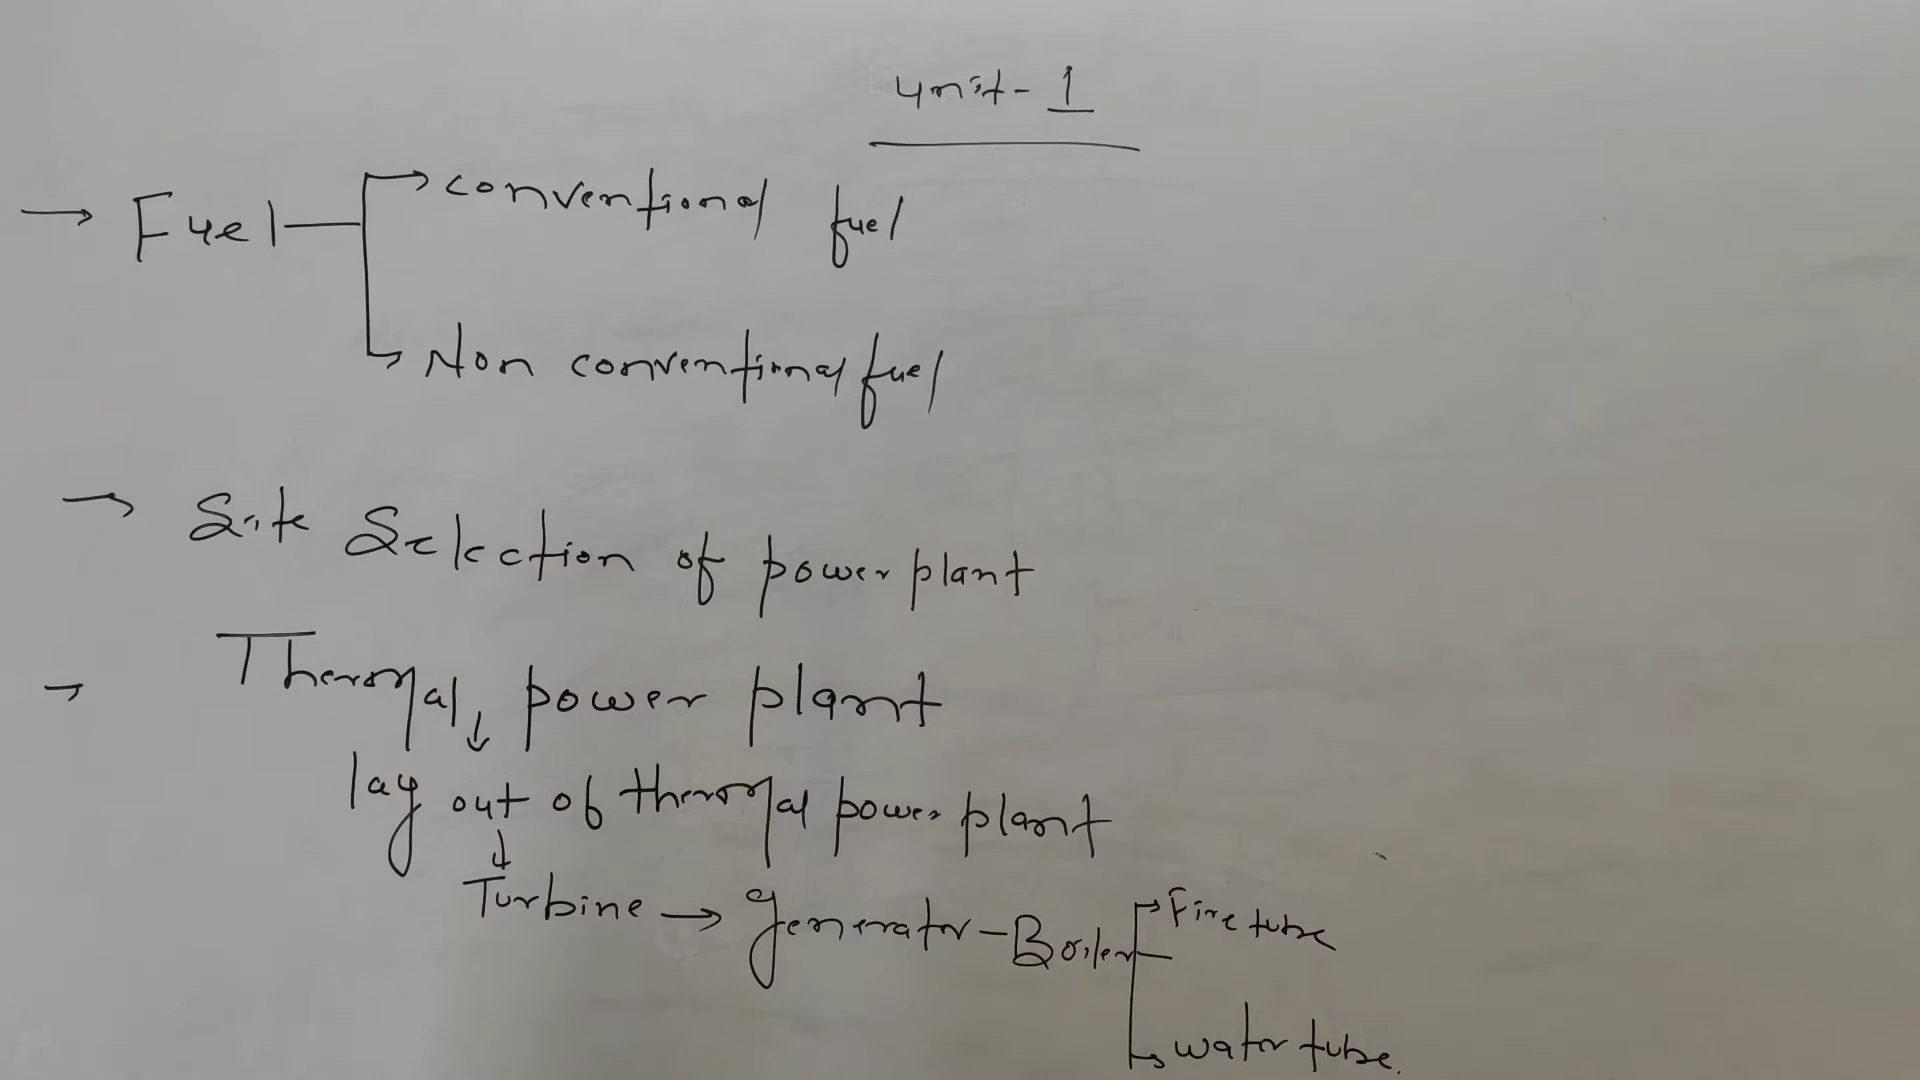 Unit - 1
→ Fuel → conventional fuel
→ Non conventional fuel
→ Site Selection of power plant
→ Thermal power plant
↓
lay out of thermal power plant
↓
Turbine → generator - Boiler → Fire tube
→ water tube.